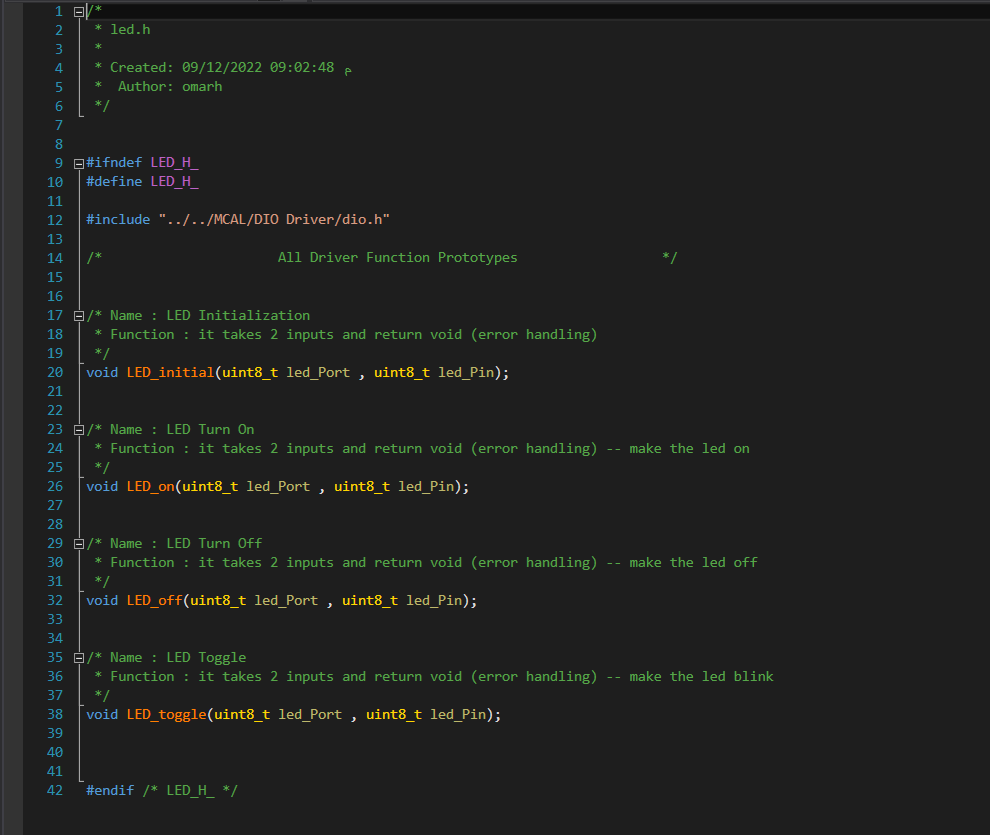 1 /*
2  * led.h
3  *
4  * Created: 09/12/2022 09:02:48 م
5  *  Author: omarh
6  */
7
8
9 #ifndef LED_H_
10 #define LED_H_
11
12 #include "../../MCAL/DIO Driver/dio.h"
13
14 /*                      All Driver Function Prototypes                  */
15
16
17 /* Name : LED Initialization
18  * Function : it takes 2 inputs and return void (error handling)
19  */
20 void LED_initial(uint8_t led_Port , uint8_t led_Pin);
21
22
23 /* Name : LED Turn On
24  * Function : it takes 2 inputs and return void (error handling) -- make the led on
25  */
26 void LED_on(uint8_t led_Port , uint8_t led_Pin);
27
28
29 /* Name : LED Turn Off
30  * Function : it takes 2 inputs and return void (error handling) -- make the led off
31  */
32 void LED_off(uint8_t led_Port , uint8_t led_Pin);
33
34
35 /* Name : LED Toggle
36  * Function : it takes 2 inputs and return void (error handling) -- make the led blink
37  */
38 void LED_toggle(uint8_t led_Port , uint8_t led_Pin);
39
40
41
42 #endif /* LED_H_ */